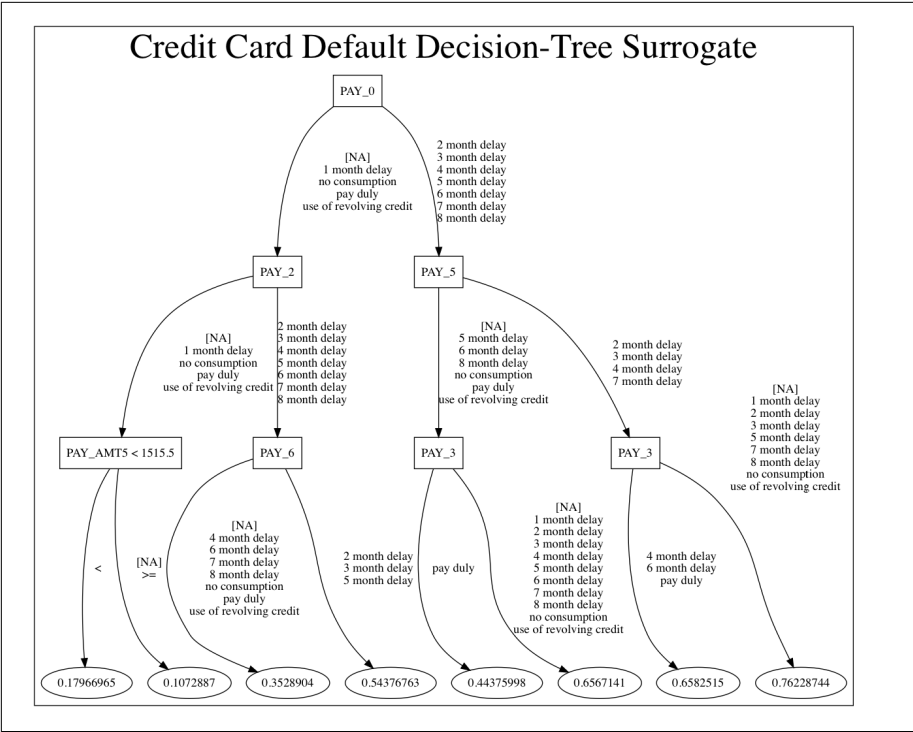 Credit Card Default Decision-Tree Surrogate
PAY_0
[NA]
1 month delay
no consumption
pay duly
use of revolving credit
2 month delay
3 month delay
4 month delay
5 month delay
6 month delay
7 month delay
8 month delay
PAY_2
PAY_5
[NA]
1 month delay
no consumption
pay duly
use of revolving credit
2 month delay
3 month delay
4 month delay
5 month delay
6 month delay
7 month delay
8 month delay
[NA]
5 month delay
6 month delay
8 month delay
no consumption
pay duly
use of revolving credit
2 month delay
3 month delay
4 month delay
7 month delay
PAY_AMT5 < 1515.5
PAY_6
PAY_3
PAY_3
<
[NA]
>=
[NA]
4 month delay
6 month delay
7 month delay
8 month delay
no consumption
pay duly
use of revolving credit
2 month delay
3 month delay
5 month delay
pay duly
[NA]
1 month delay
2 month delay
3 month delay
4 month delay
5 month delay
6 month delay
7 month delay
8 month delay
no consumption
use of revolving credit
4 month delay
6 month delay
pay duly
[NA]
1 month delay
2 month delay
3 month delay
5 month delay
7 month delay
8 month delay
no consumption
use of revolving credit
0.17966965
0.1072887
0.3528904
0.54376763
0.44375998
0.6567141
0.6582515
0.76228744